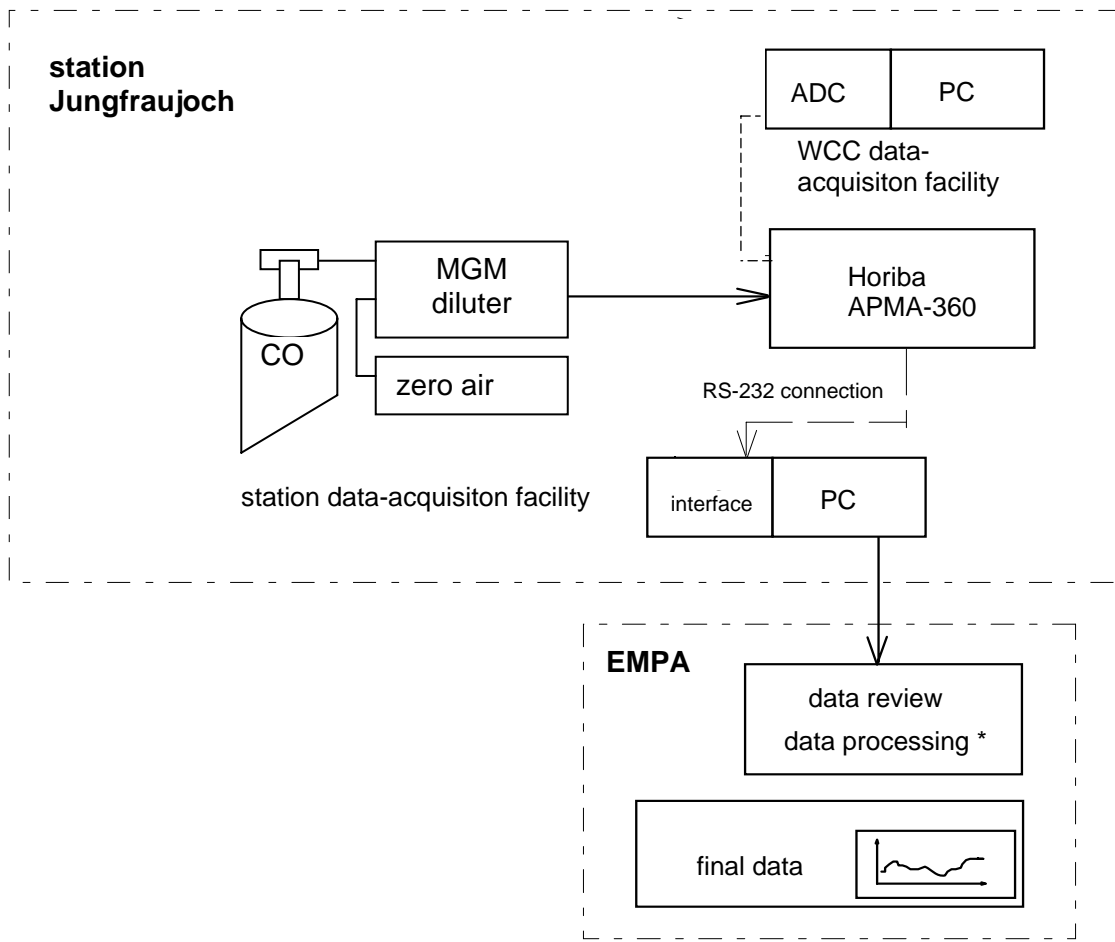 station
Jungfraujoch
ADC
PC
WCC data-
acquisiton facility
MGM
diluter
Horiba
APMA-360
CO
zero air
RS-232 connection
station data-acquisiton facility
interface
PC
EMPA
data review
data processing *
final data